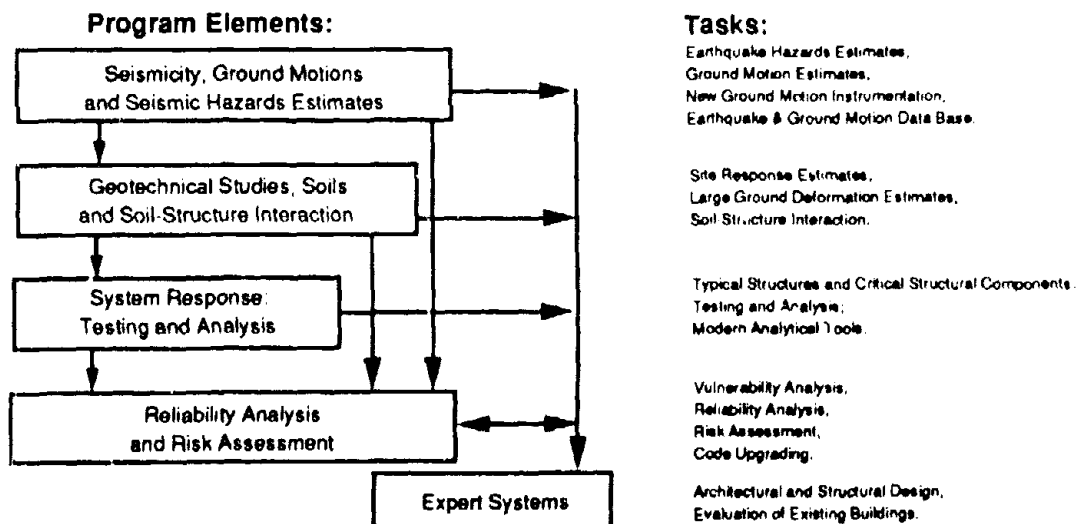 Program Elements:
Seismicity, Ground Motions
and Seismic Hazards Estimates
Geotechnical Studies, Soils
and Soil-Structure Interaction
System Response:
Testing and Analysis
Reliability Analysis
and Risk Assessment
Expert Systems
Tasks:
Earthquake Hazards Estimates,
Ground Motion Estimates,
New Ground Motion Instrumentation,
Earthquake & Ground Motion Data Base.
Site Response Estimates,
Large Ground Deformation Estimates,
Soil-Structure Interaction.
Typical Structures and Critical Structural Components:
Testing and Analysis;
Modern Analytical Tools.
Vulnerability Analysis,
Reliability Analysis,
Risk Assessment,
Code Upgrading.
Architectural and Structural Design,
Evaluation of Existing Buildings.